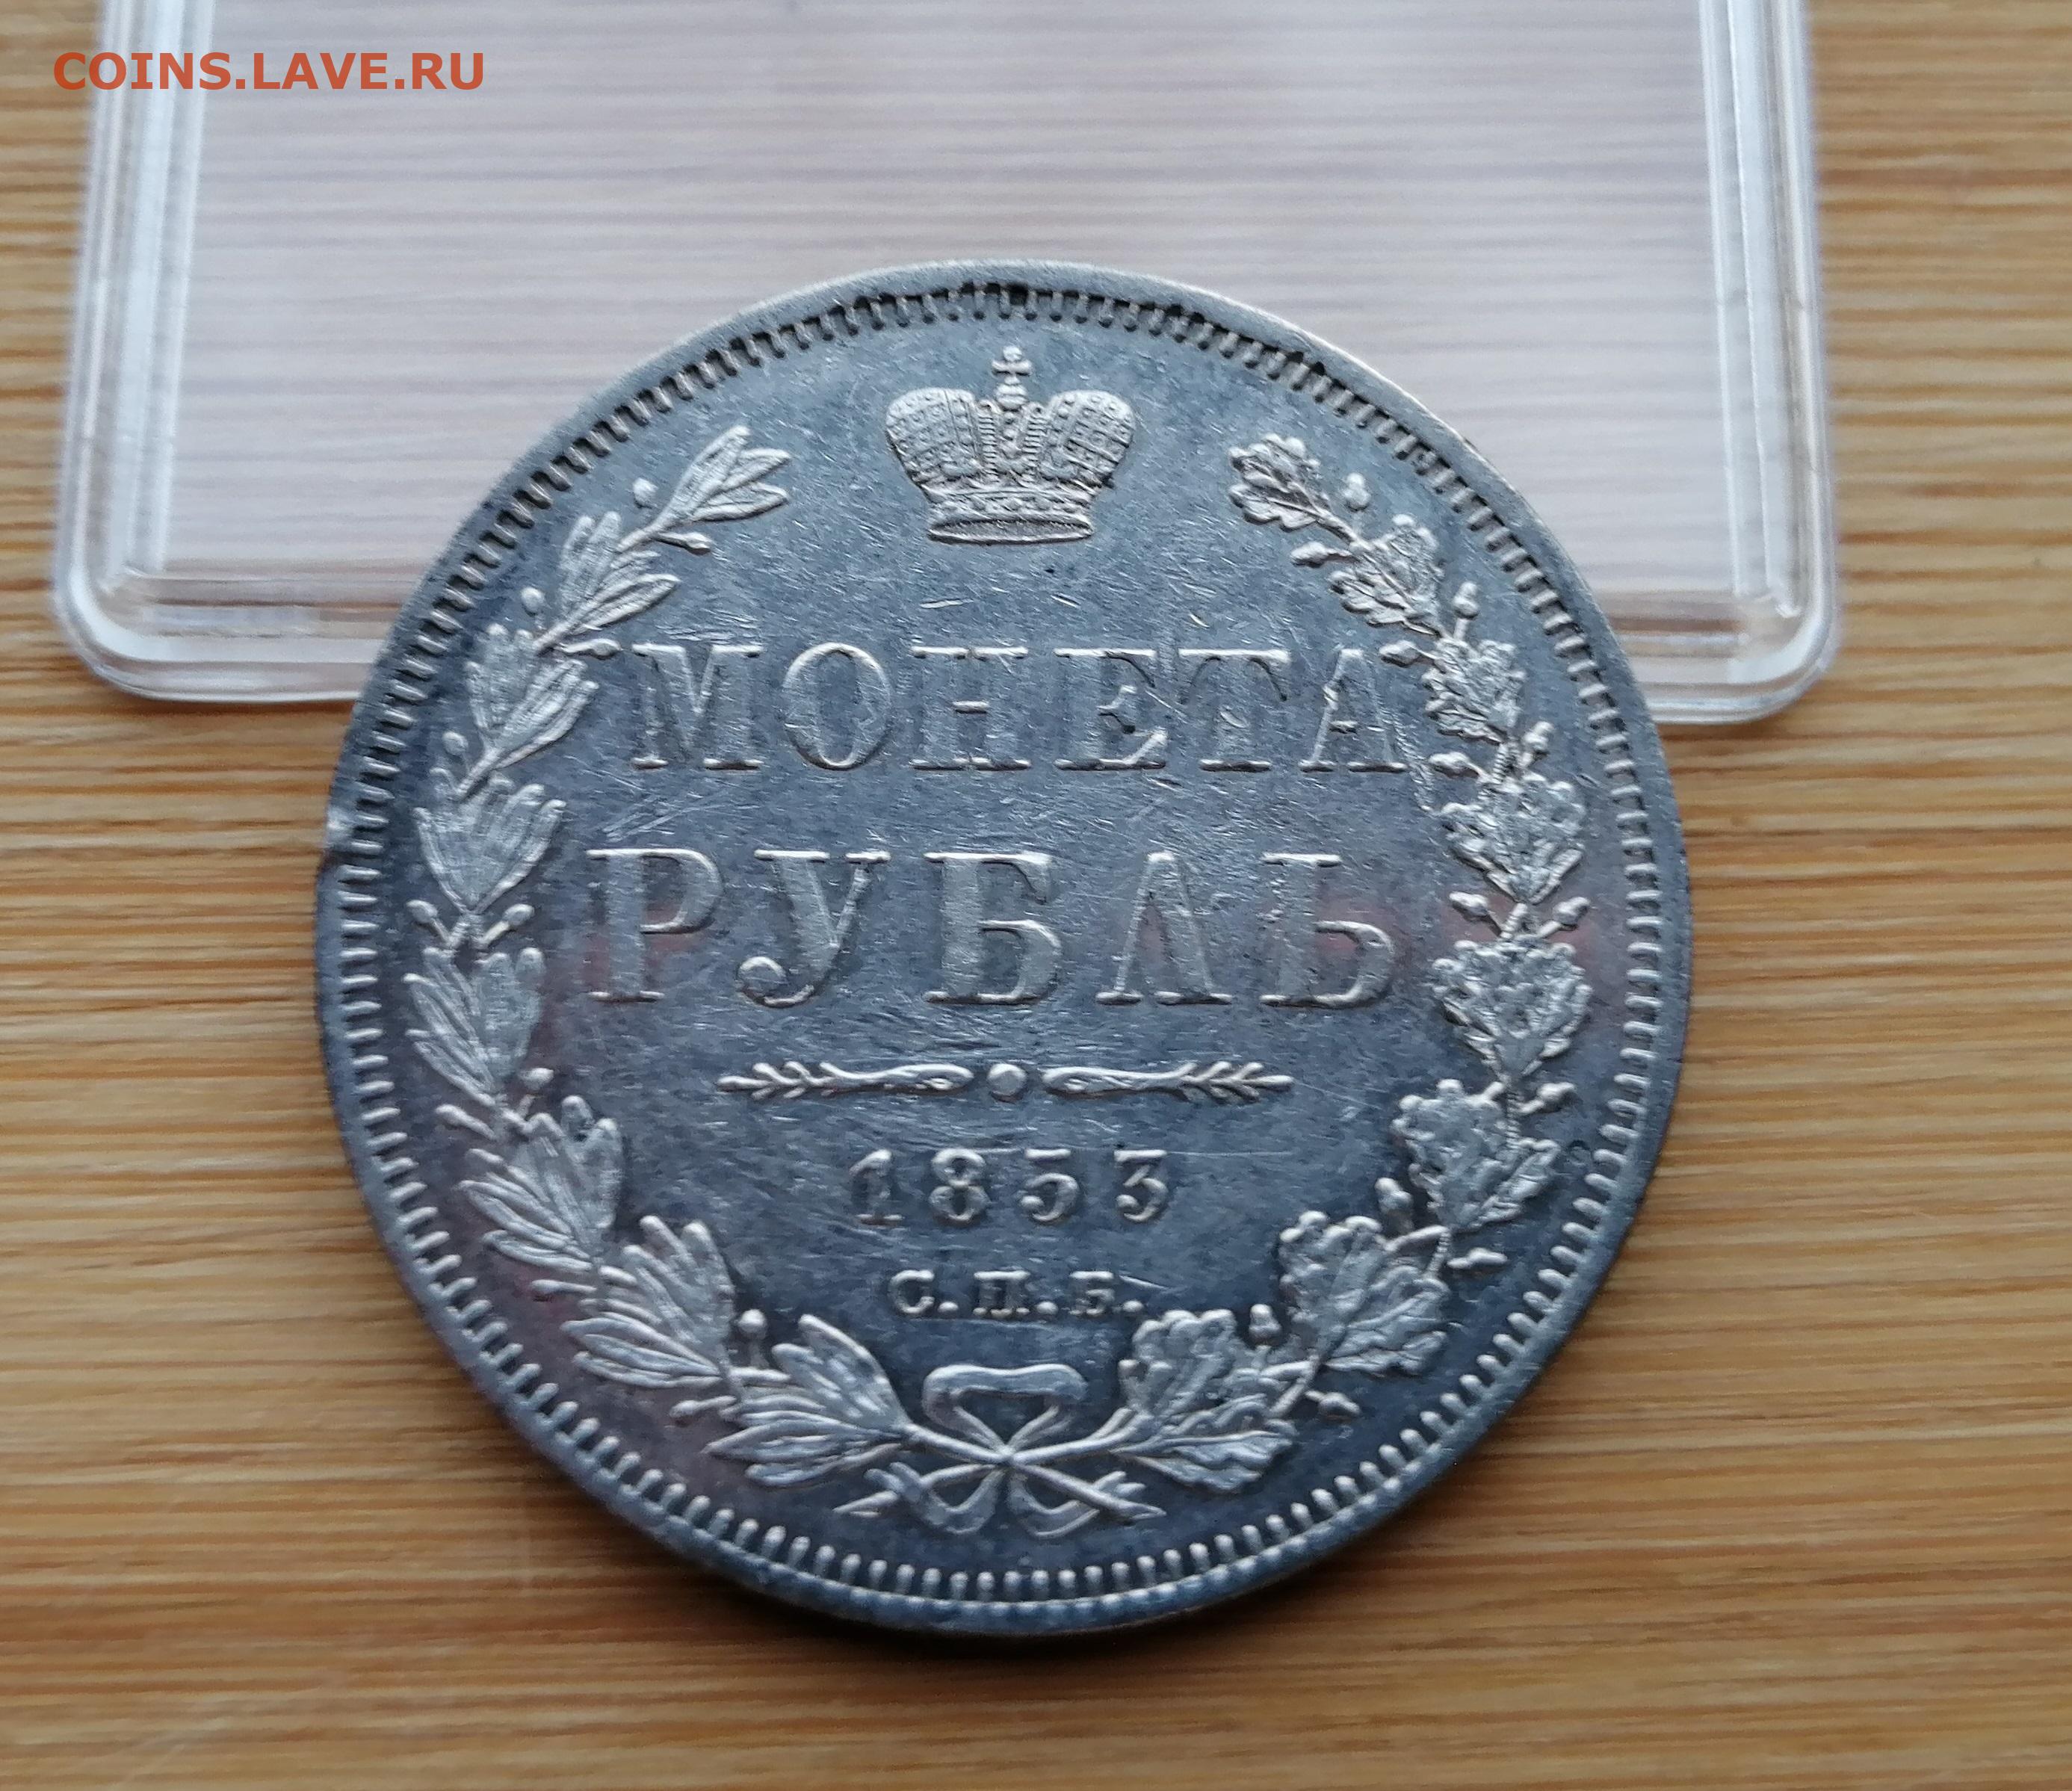 COINS.LAVE.RU
МОНЕТА
РУБЛЬ
1853
С.П.Б.